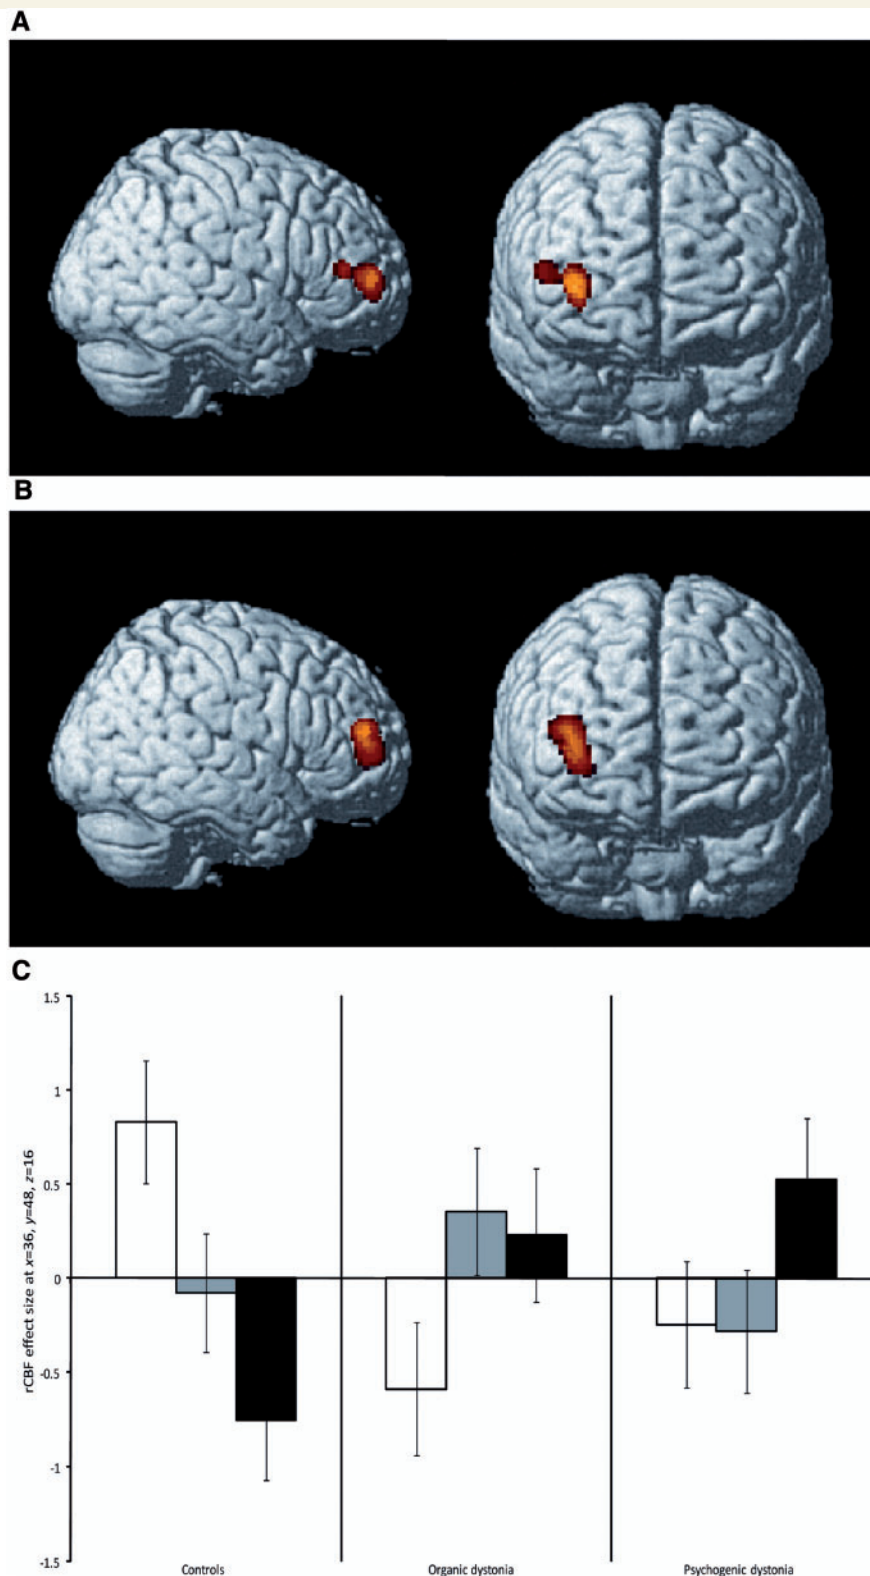 A
B
C
rCBF effect size at x=36, y=48, z=16
1.5
1
0.5
0
-0.5
-1
-1.5
Controls Organic dystonia Psychogenic dystonia